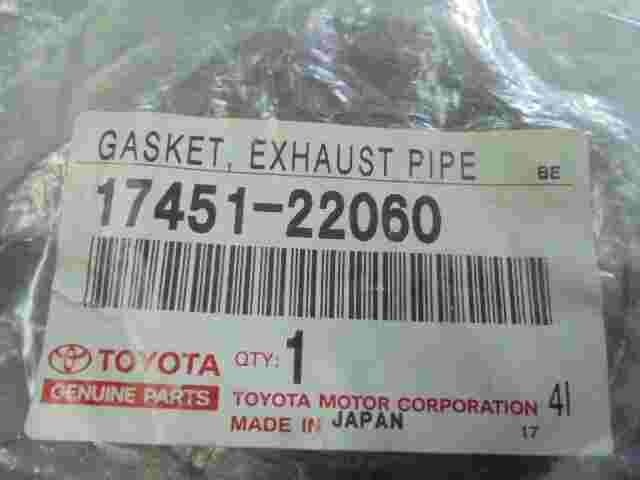 GASKET, EXHAUST PIPE BE
17451-22060
TOYOTA QTY: 1
GENUINE PARTS TOYOTA MOTOR CORPORATION 41
MADE IN JAPAN 17